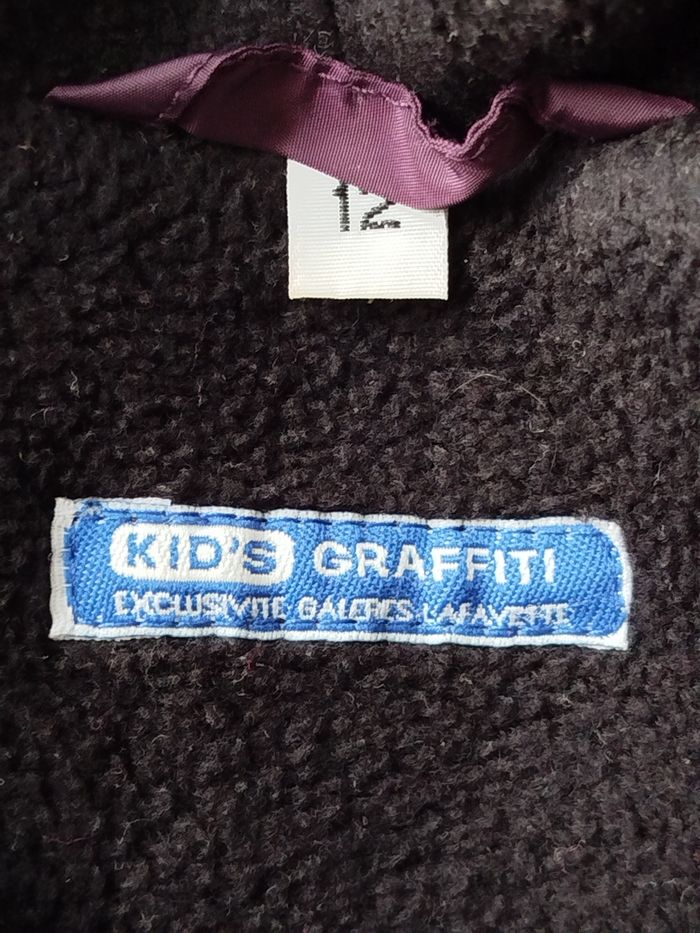 12
KID'S GRAFFITI
EXCLUSIVITE GALERIES LAFAYETTE